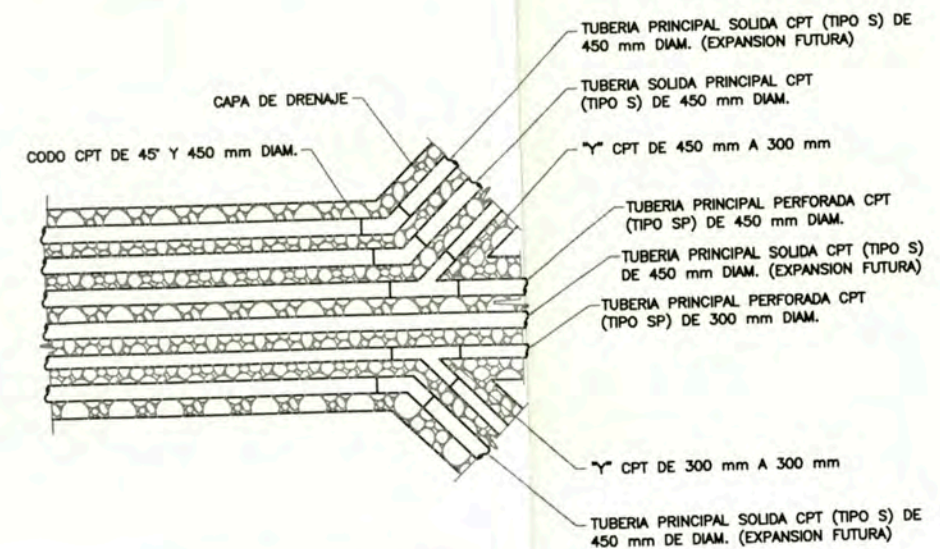 TUBERIA PRINCIPAL SOLIDA CPT (TIPO S) DE
450 mm DIAM. (EXPANSION FUTURA)
TUBERIA SOLIDA PRINCIPAL CPT
(TIPO S) DE 450 mm DIAM.
CAPA DE DRENAJE
"Y" CPT DE 450 mm A 300 mm
CODO CPT DE 45° Y 450 mm DIAM.
TUBERIA PRINCIPAL PERFORADA CPT
(TIPO SP) DE 450 mm DIAM.
TUBERIA PRINCIPAL SOLIDA CPT (TIPO S)
DE 450 mm DIAM. (EXPANSION FUTURA)
TUBERIA PRINCIPAL PERFORADA CPT
(TIPO SP) DE 300 mm DIAM.
"Y" CPT DE 300 mm A 300 mm
TUBERIA PRINCIPAL SOLIDA CPT (TIPO S) DE
450 mm DE DIAM. (EXPANSION FUTURA)